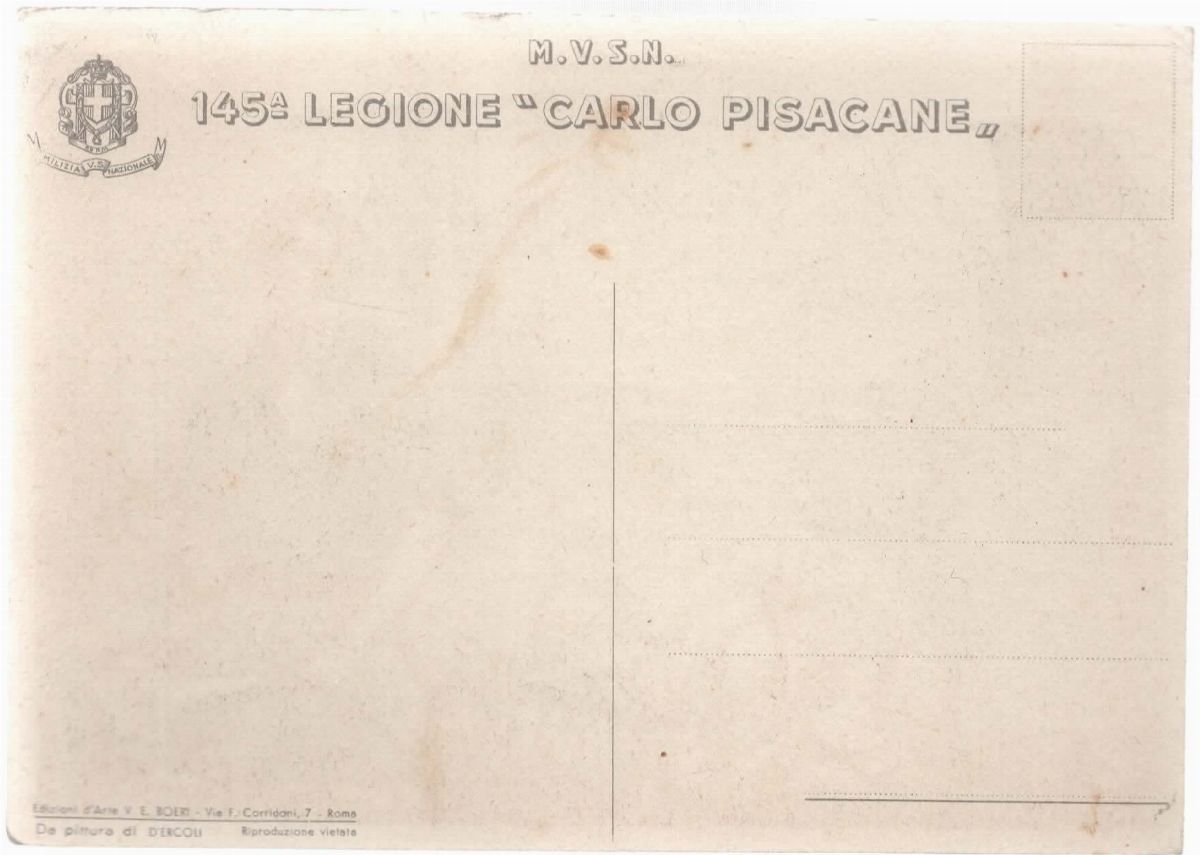 M.V.S.N.
145ª LEGIONE “CARLO PISACANE„
MILIZIA V.S. NAZIONALE
Edizioni d'Arte V. E. BOERI - Via F. Corridoni, 7 - Roma
Da pittura di D'ERCOLI Riproduzione vietata